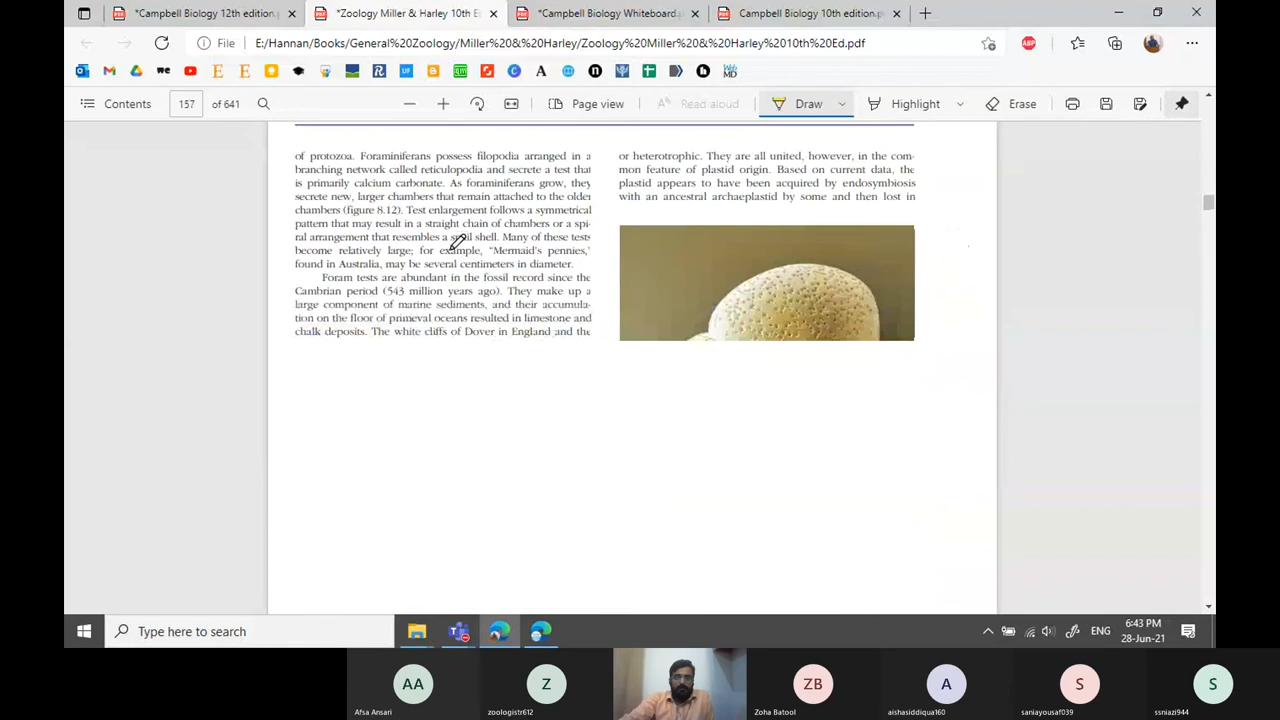 *Campbell Biology 12th edition.
*Zoology Miller & Harley 10th E
*Campbell Biology Whiteboard.p
Campbell Biology 10th edition.p
File
E:/Hannan/Books/General%20Zoology/Miller%20&%20Harley/Zoology%20Miller%20&%20Harley%2010th%20Ed.pdf
ABP
we
E
E
R
UF
QW
C
A
n
h
Web
MD
Contents
157
of 641
Page view
Read aloud
Draw
Highlight
Erase
of protozoa. Foraminiferans possess filopodia arranged in a
branching network called reticulopodia and secrete a test that
is primarily calcium carbonate. As foraminiferans grow, they
secrete new, larger chambers that remain attached to the older
chambers (figure 8.12). Test enlargement follows a symmetrical
pattern that may result in a straight chain of chambers or a spi-
ral arrangement that resembles a snail shell. Many of these tests
become relatively large; for example, "Mermaid's pennies,"
found in Australia, may be several centimeters in diameter.
Foram tests are abundant in the fossil record since the
Cambrian period (543 million years ago). They make up a
large component of marine sediments, and their accumula-
tion on the floor of primeval oceans resulted in limestone and
chalk deposits. The white cliffs of Dover in England and the
or heterotrophic. They are all united, however, in the com-
mon feature of plastid origin. Based on current data, the
plastid appears to have been acquired by endosymbiosis
with an ancestral archaeplastid by some and then lost in
Type here to search
ENG
6:43 PM
28-Jun-21
AA
Afsa Ansari
Z
zoologistr612
ZB
Zoha Batool
A
aishasiddiqua160
S
saniayousaf039
S
ssniazi944